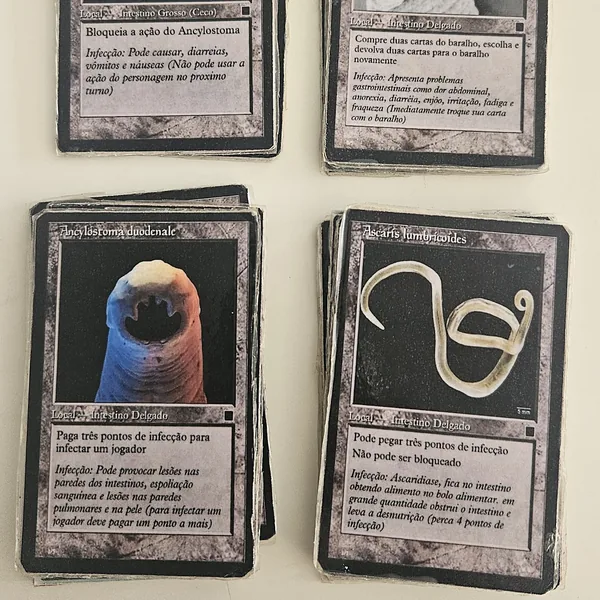 Local — Intestino Grosso (Ceco)
Bloqueia a ação do Ancylostoma
Infecção: Pode causar, diarreias,
vômitos e náuseas (Não pode usar a
ação do personagem no proximo
turno)
Local — Intestino Delgado
Compre duas cartas do baralho, escolha e
devolva duas cartas para o baralho
novamente
Infecção: Apresenta problemas
gastrointestinais como dor abdominal,
anorexia, diarréia, enjôo, irritação, fadiga e
fraqueza (Imediatamente troque sua carta
com o baralho)
Ancylostoma duodenale
Local — Intestino Delgado
Paga três pontos de infecção para
infectar um jogador
Infecção: Pode provocar lesões nas
paredes dos intestinos, espoliação
sanguinea e lesões nas paredes
pulmonares e na pele (para infectar um
jogador deve pagar um ponto a mais)
Ascaris lumbricoides
5 mm
Local — Intestino Delgado
Pode pegar três pontos de infecção
Não pode ser bloqueado
Infecção: Ascaridiase, fica no intestino
obtendo alimento no bolo alimentar. em
grande quantidade obstrui o intestino e
leva a desnutrição (perca 4 pontos de
infecção)